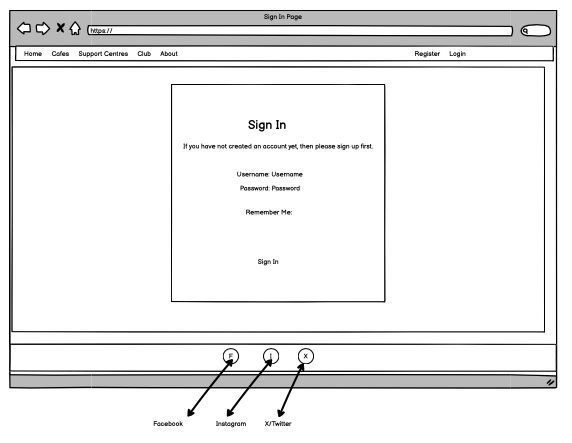 Sign In Page
https://
Home Cafes Support Centres Club About Register Login
Sign In
If you have not created an account yet, then please sign up first.
Username: Username
Password: Password
Remember Me:
Sign In
F I X
Facebook Instagram X/Twitter